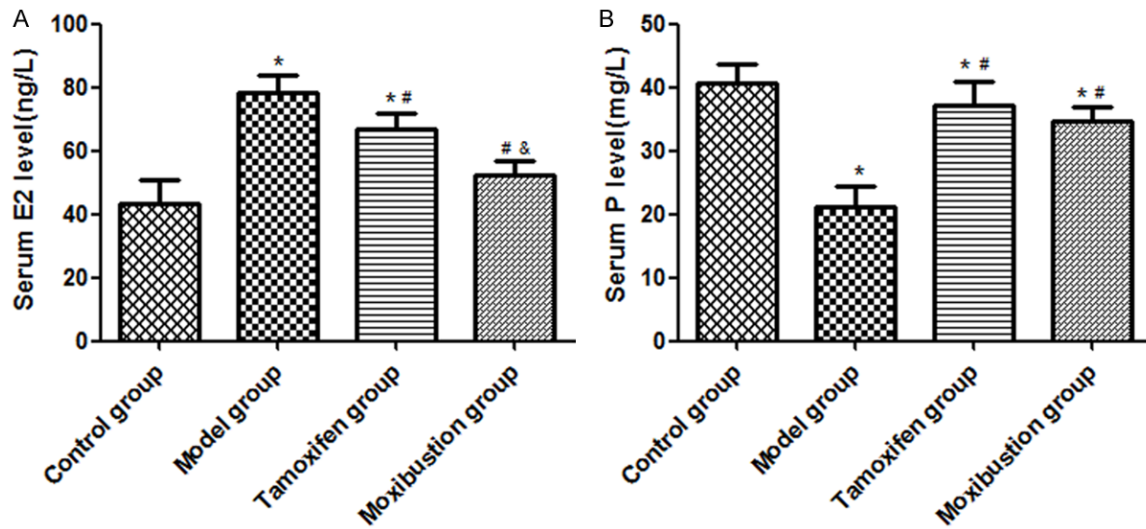 A
Serum E2 level(ng/L)
100
80
60
40
20
0
*
* #
# &
Control group
Model group
Tamoxifen group
Moxibustion group
B
Serum P level(mg/L)
50
40
30
20
10
0
*
* #
* #
Control group
Model group
Tamoxifen group
Moxibustion group